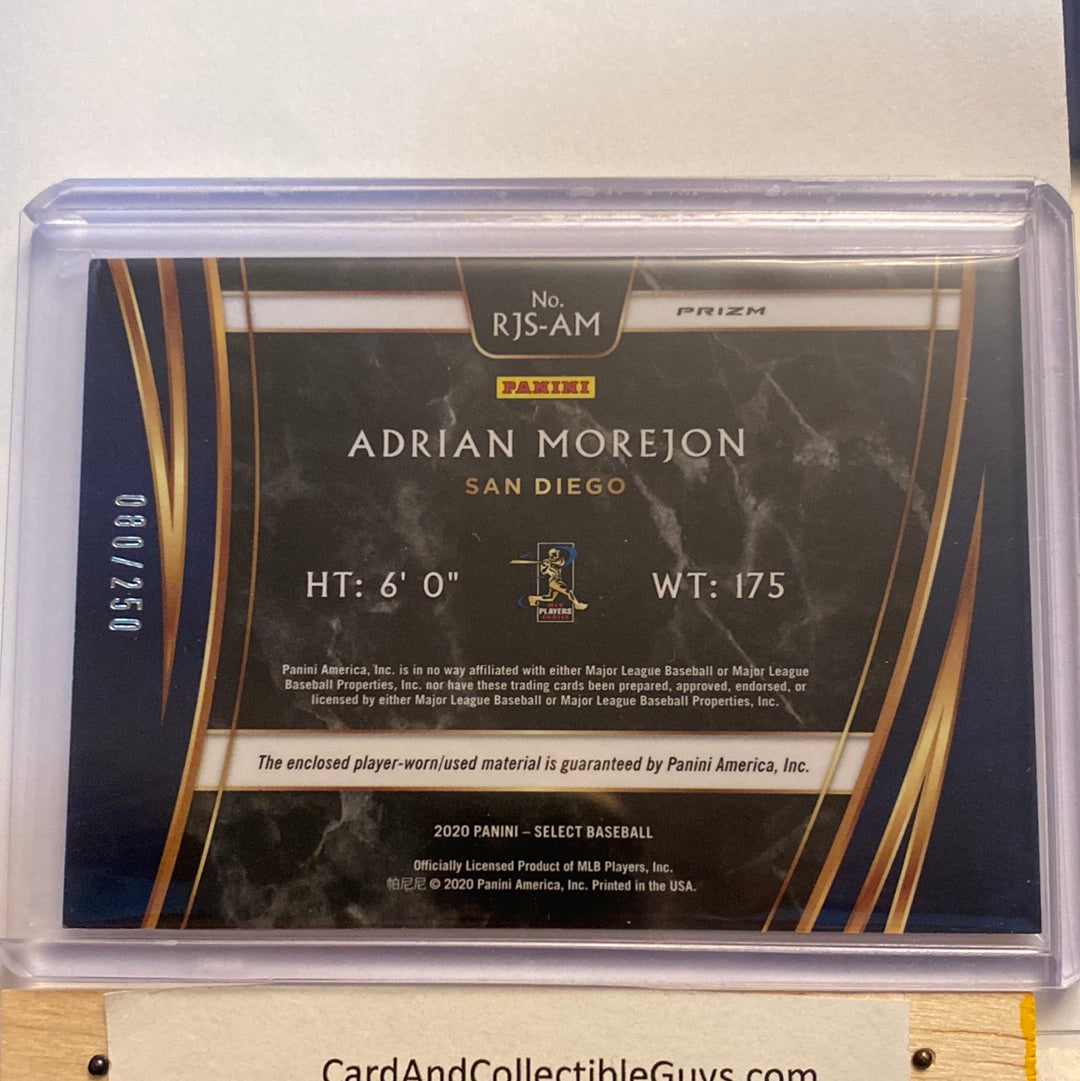 No.
RJS-AM
PRIZM
PANINI
ADRIAN MOREJON
SAN DIEGO
080/250
HT: 6' 0"
WT: 175
MLB
PLAYERS
CHOICE
Panini America, Inc. is in no way affiliated with either Major League Baseball or Major League
Baseball Properties, Inc. nor have these trading cards been prepared, approved, endorsed, or
licensed by either Major League Baseball or Major League Baseball Properties, Inc.
The enclosed player-worn/used material is guaranteed by Panini America, Inc.
2020 PANINI – SELECT BASEBALL
Officially Licensed Product of MLB Players, Inc.
帕尼尼 © 2020 Panini America, Inc. Printed in the USA.
CardAndCollectibleGuys.com